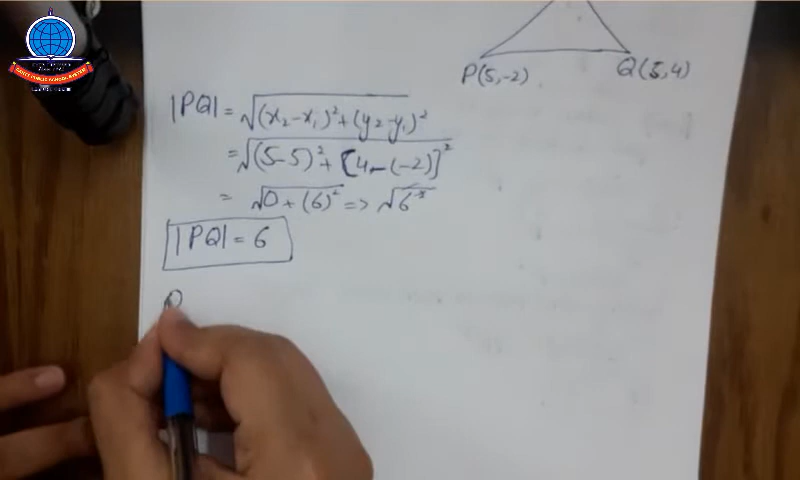 P(5,-2) Q(5,4)
|PQ| = √(x₂-x₁)²+(y₂-y₁)²
= √(5-5)²+ [4-(-2)]²
= √0+(6)² => √6²
|PQ| = 6